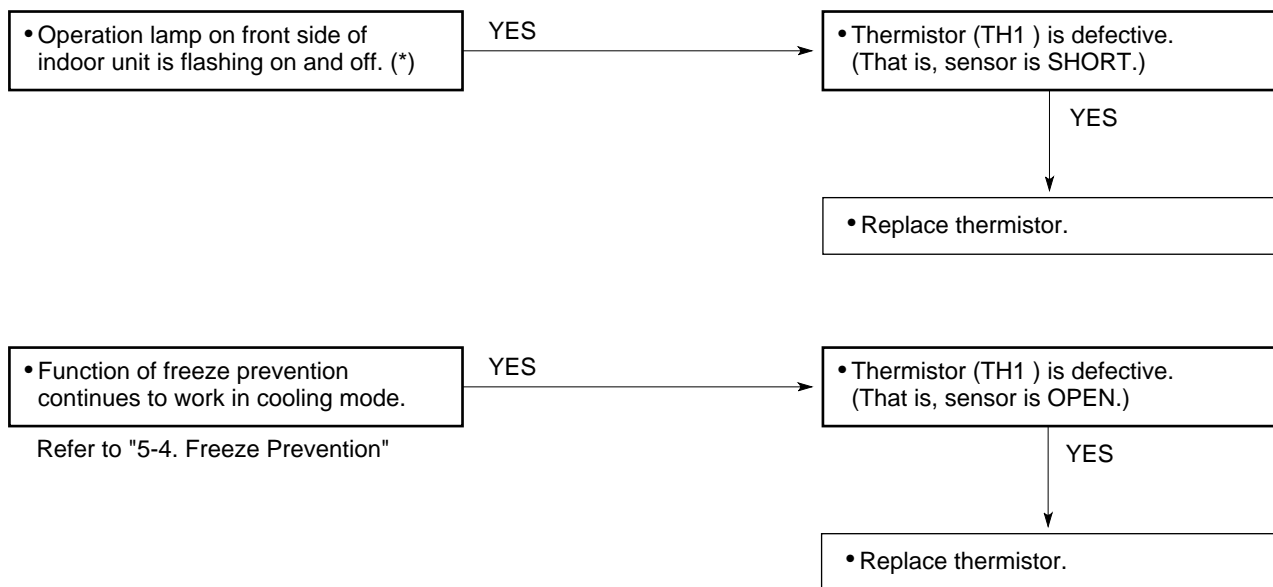 • Operation lamp on front side of
indoor unit is flashing on and off. (*)
YES
• Thermistor (TH1 ) is defective.
(That is, sensor is SHORT.)
YES
• Replace thermistor.
• Function of freeze prevention
continues to work in cooling mode.
Refer to "5-4. Freeze Prevention"
YES
• Thermistor (TH1 ) is defective.
(That is, sensor is OPEN.)
YES
• Replace thermistor.